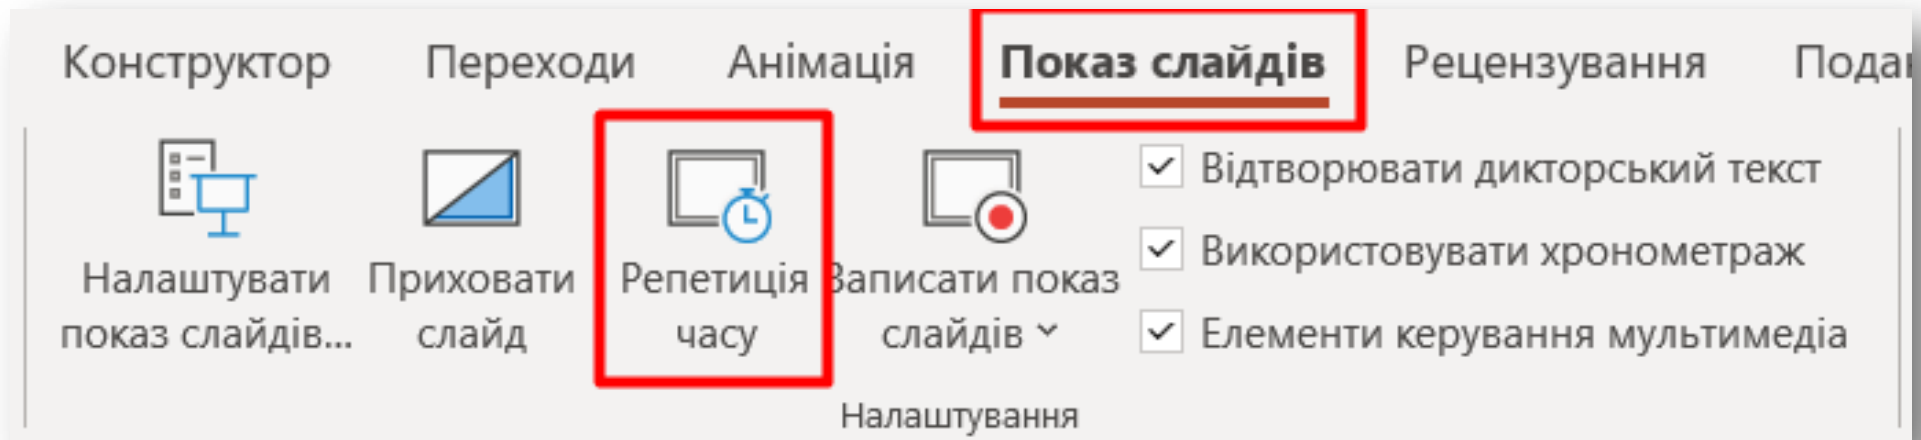 Конструктор Переходи Анімація Показ слайдів Рецензування
Налаштувати
показ слайдів...
Приховати
слайд
Репетиція
часу
Записати показ
слайдів
Відтворювати дикторський текст
Використовувати хронометраж
Елементи керування мультимедіа
Налаштування